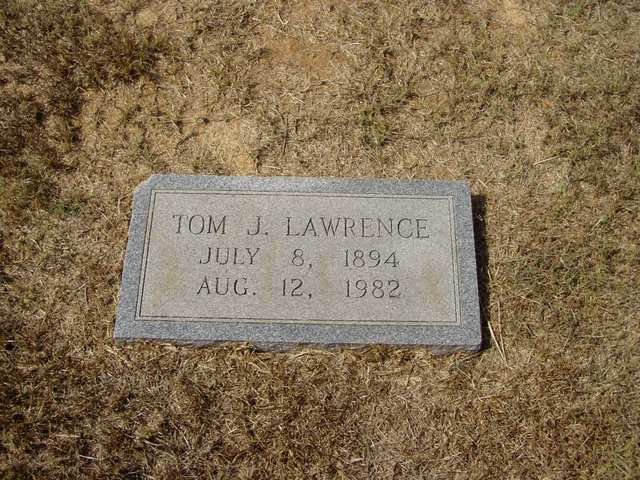 TOM J. LAWRENCE
JULY 8, 1894
AUG. 12, 1982